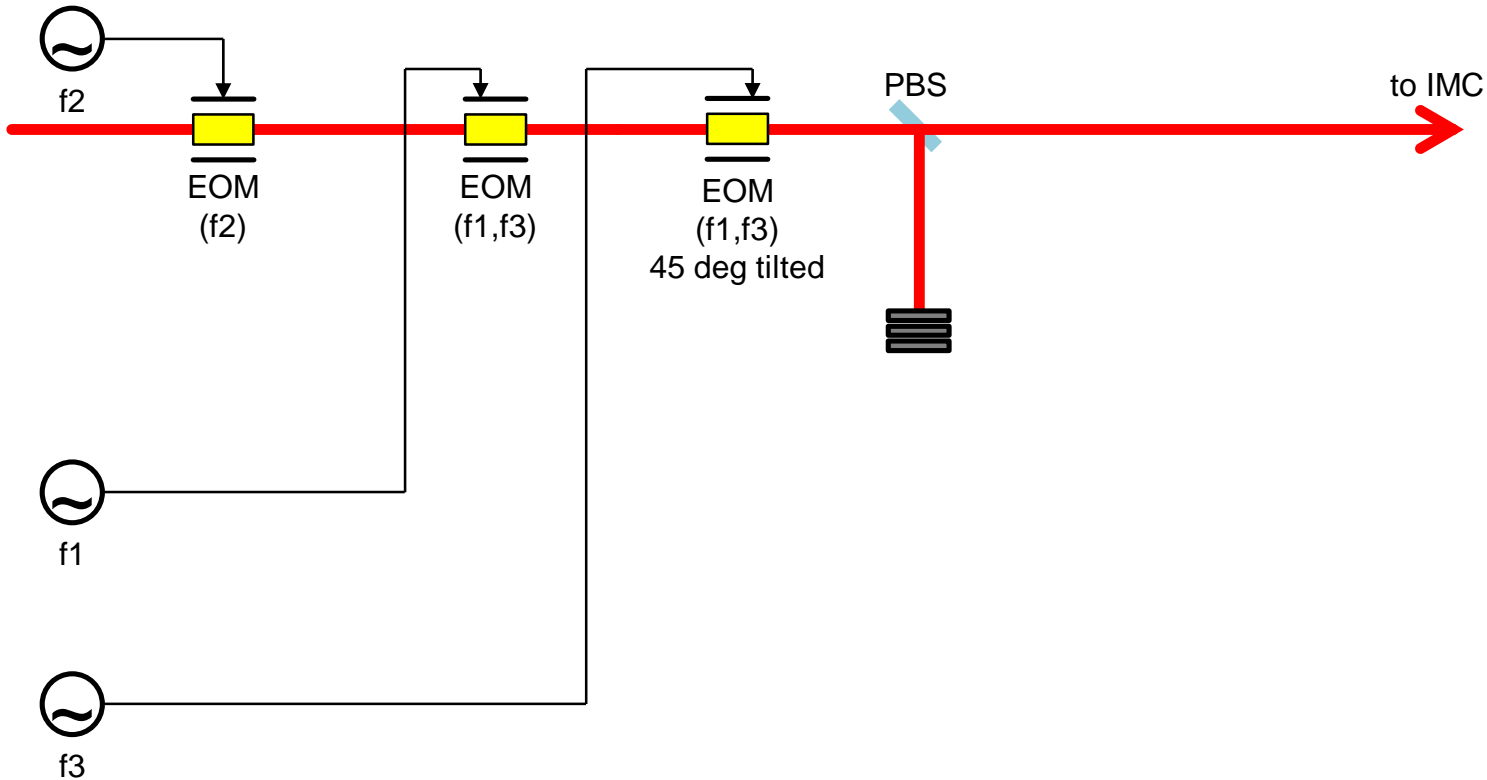 f2
EOM
(f2)
EOM
(f1,f3)
EOM
(f1,f3)
45 deg tilted
PBS
to IMC
f1
f3